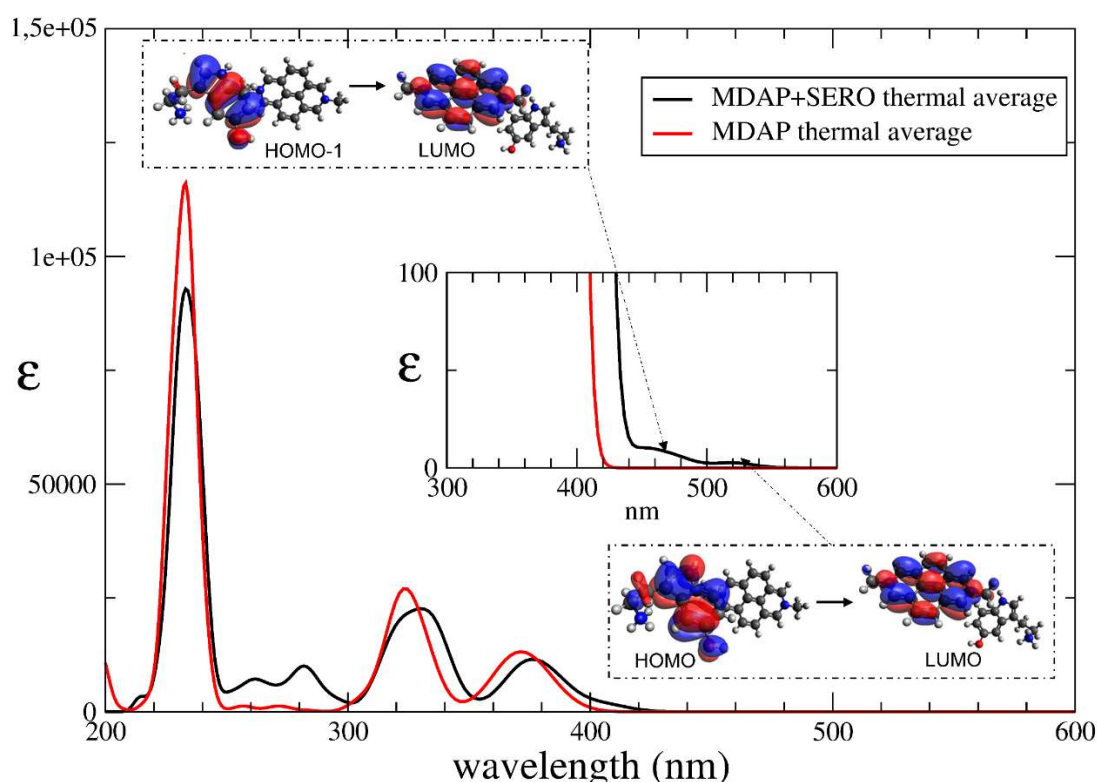 1,5e+05
1e+05
50000
0
ε
HOMO-1
LUMO
MDAP+SERO thermal average
MDAP thermal average
100
0
ε
300
400
500
600
nm
HOMO
LUMO
200
300
400
500
600
wavelength (nm)